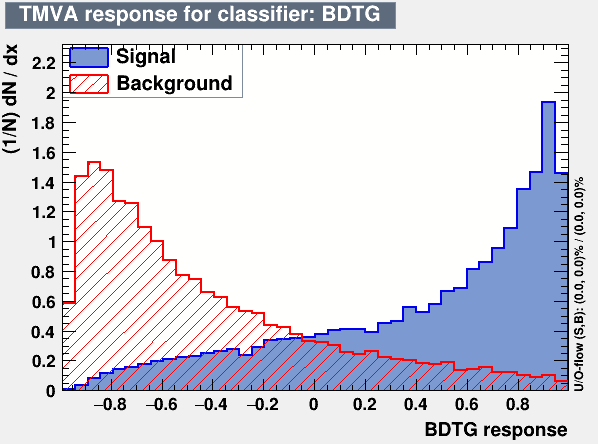 TMVA response for classifier: BDTG
(1/N) dN / dx
Signal
Background
2.2
2
1.8
1.6
1.4
1.2
1
0.8
0.6
0.4
0.2
0
−0.8 −0.6 −0.4 −0.2 0 0.2 0.4 0.6 0.8
BDTG response
U/O-flow (S,B): (0.0, 0.0)% / (0.0, 0.0)%